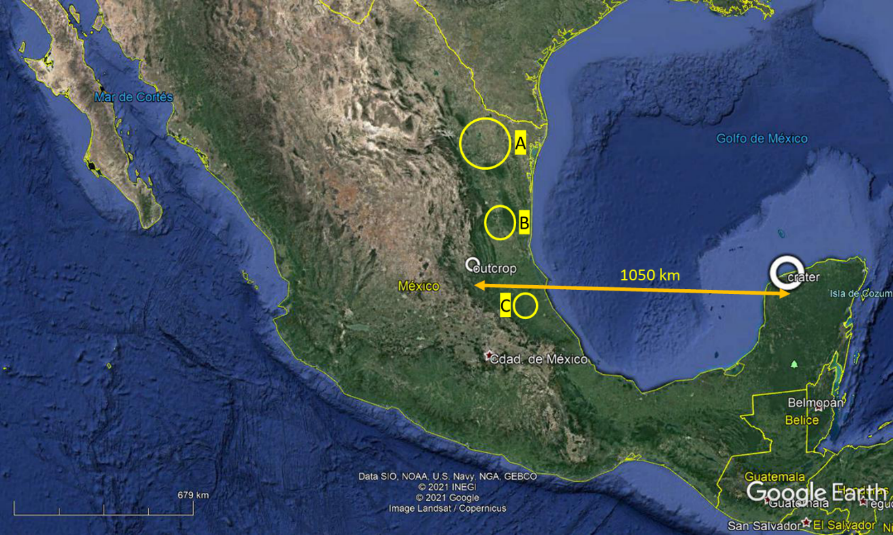 Mar de Cortés
A
Golfo de México
B
outcrop
crater
1050 km
México
Isla de Cozum
C
Cdad. de México
Belmopán
Belice
Data SIO, NOAA, U.S. Navy, NGA, GEBCO
© 2021 INEGI
© 2021 Google
Image Landsat / Copernicus
679 km
Guatemala
Google Earth
Guatemala
San Salvador
El Salvador